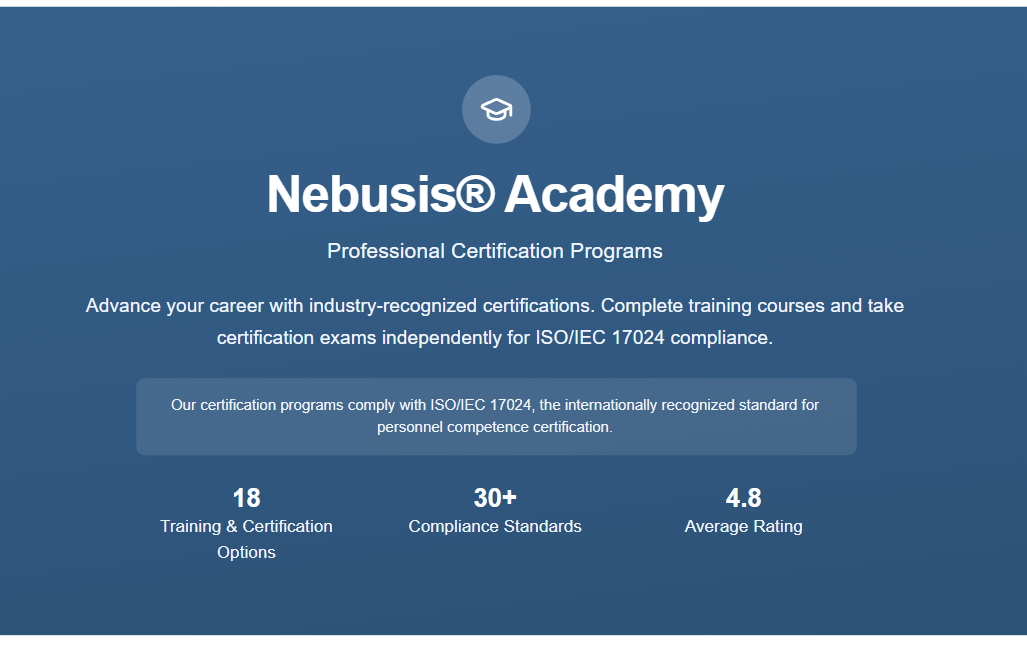 Nebusis® Academy
Professional Certification Programs
Advance your career with industry-recognized certifications. Complete training courses and take
certification exams independently for ISO/IEC 17024 compliance.
Our certification programs comply with ISO/IEC 17024, the internationally recognized standard for
personnel competence certification.
18
Training & Certification
Options
30+
Compliance Standards
4.8
Average Rating